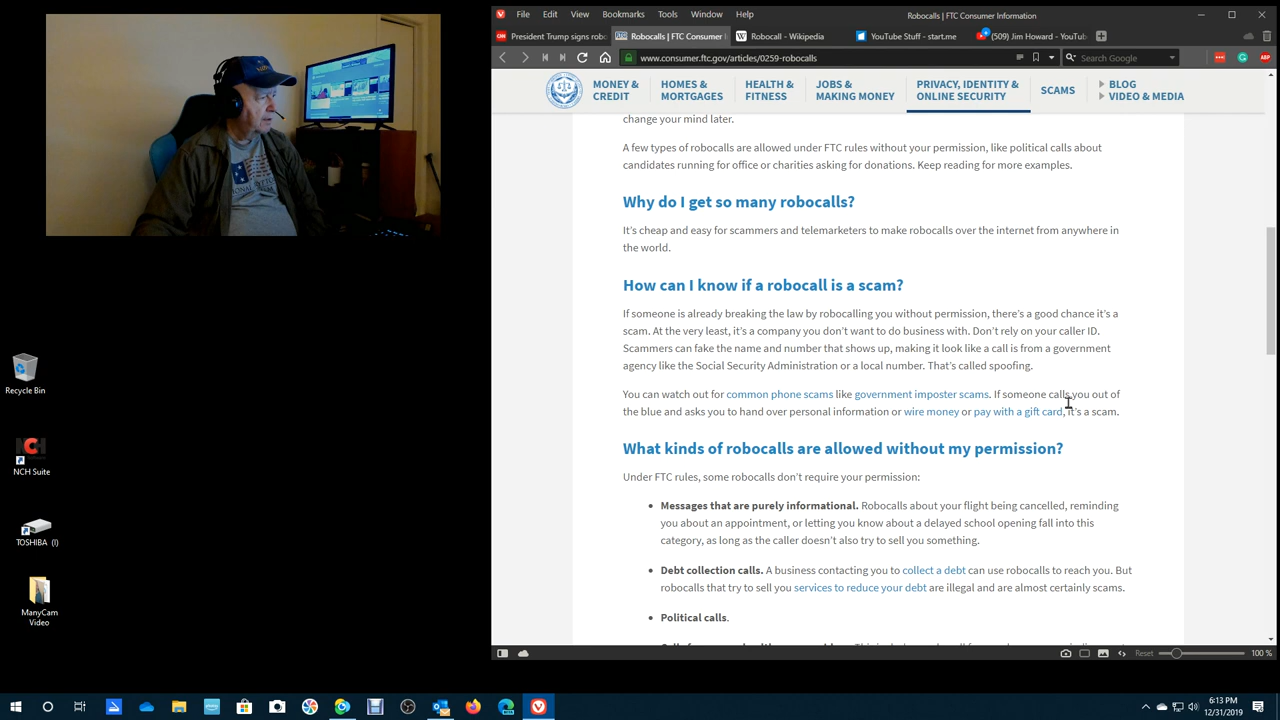 File Edit View Bookmarks Tools Window Help
Robocalls | FTC Consumer Information
President Trump signs robo
Robocalls | FTC Consumer I
Robocall - Wikipedia
YouTube Stuff - start.me
(509) Jim Howard - YouTub
www.consumer.ftc.gov/articles/0259-robocalls
Search Google
MONEY & CREDIT
HOMES & MORTGAGES
HEALTH & FITNESS
JOBS & MAKING MONEY
PRIVACY, IDENTITY & ONLINE SECURITY
SCAMS
BLOG
VIDEO & MEDIA
change your mind later.
A few types of robocalls are allowed under FTC rules without your permission, like political calls about
candidates running for office or charities asking for donations. Keep reading for more examples.
Why do I get so many robocalls?
It's cheap and easy for scammers and telemarketers to make robocalls over the internet from anywhere in
the world.
How can I know if a robocall is a scam?
If someone is already breaking the law by robocalling you without permission, there's a good chance it's a
scam. At the very least, it's a company you don't want to do business with. Don't rely on your caller ID.
Scammers can fake the name and number that shows up, making it look like a call is from a government
agency like the Social Security Administration or a local number. That's called spoofing.
You can watch out for common phone scams like government imposter scams. If someone calls you out of
the blue and asks you to hand over personal information or wire money or pay with a gift card, it's a scam.
What kinds of robocalls are allowed without my permission?
Under FTC rules, some robocalls don't require your permission:
• Messages that are purely informational. Robocalls about your flight being cancelled, reminding
you about an appointment, or letting you know about a delayed school opening fall into this
category, as long as the caller doesn't also try to sell you something.
• Debt collection calls. A business contacting you to collect a debt can use robocalls to reach you. But
robocalls that try to sell you services to reduce your debt are illegal and are almost certainly scams.
• Political calls.
Reset
100 %
Recycle Bin
NCH
NCH Suite
TOSHIBA (I)
ManyCam
Video
6:13 PM
12/31/2019